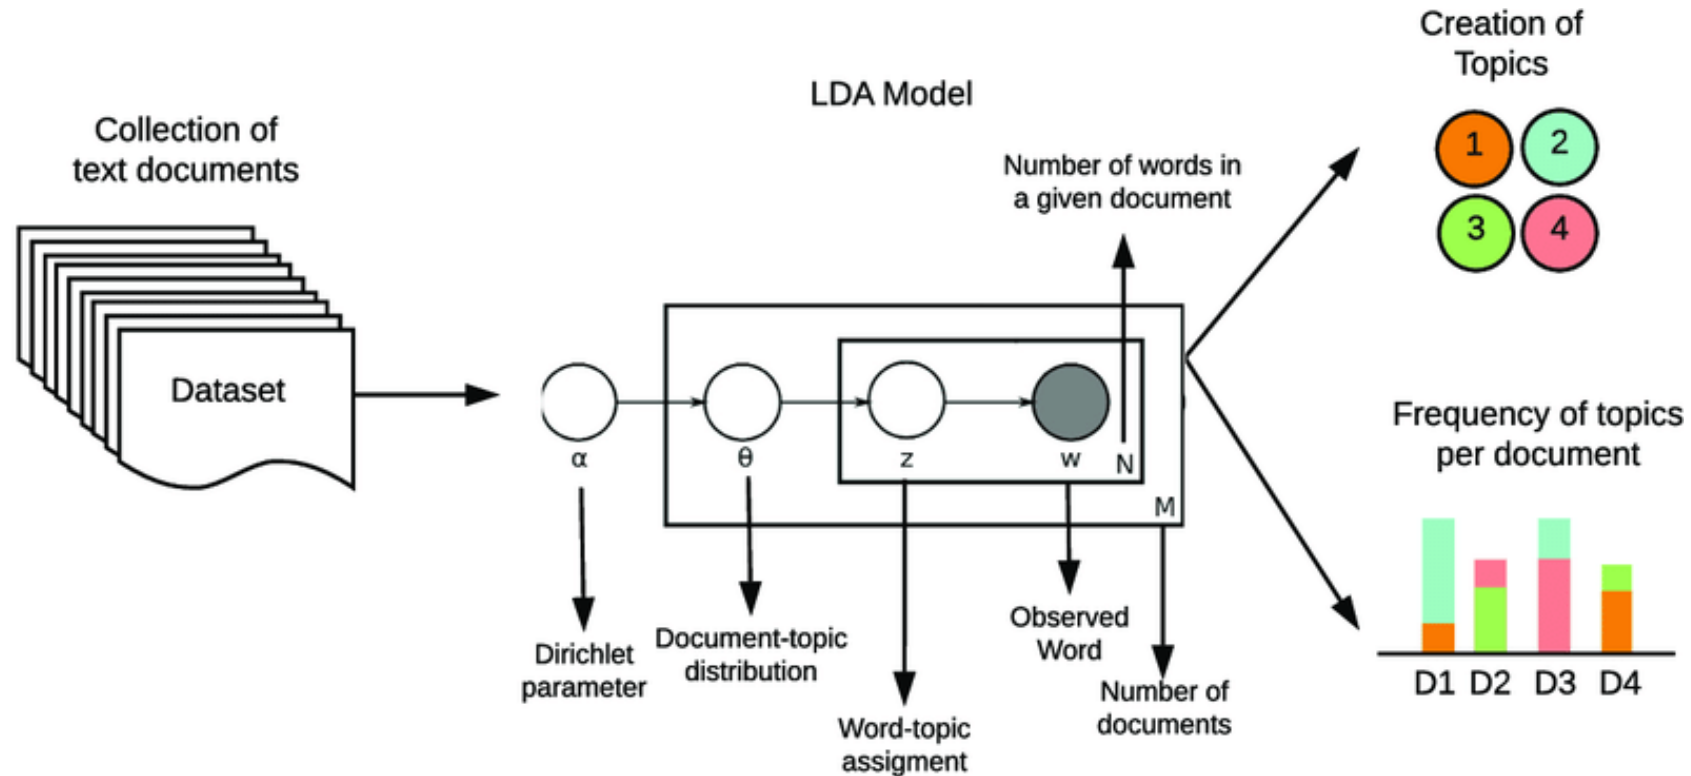 Collection of
text documents
Dataset
LDA Model
Number of words in
a given document
α
θ
z
w
N
M
Dirichlet
parameter
Document-topic
distribution
Word-topic
assigment
Observed
Word
Number of
documents
Creation of
Topics
1
2
3
4
Frequency of topics
per document
D1 D2 D3 D4